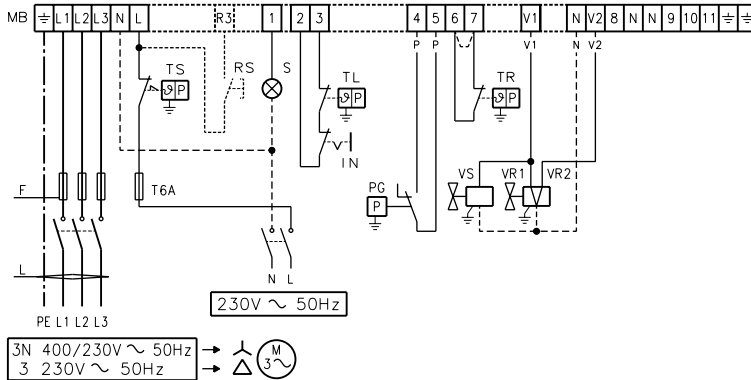 MB L1 L2 L3 N L R3 1 2 3 4 5 6 7 V1 N V2 8 N N 9 10 11
P P V1 N V2
TS RS S TL TR
ϑ P ϑ P ϑ P
IN
F T6A
PG VS VR1 VR2
P
L
N L
230V ~ 50Hz
PE L1 L2 L3
3N 400/230V ~ 50Hz
3 230V ~ 50Hz
M
3~